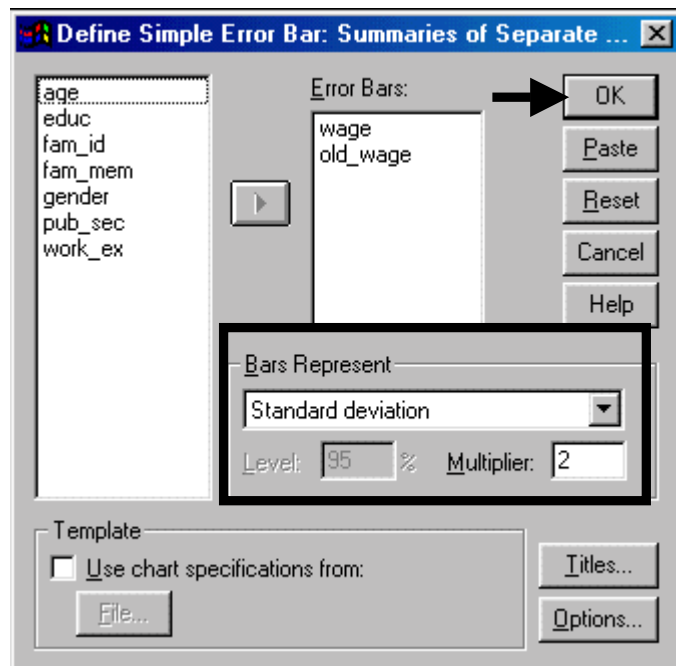 Define Simple Error Bar: Summaries of Separate ...
age
educ
fam_id
fam_mem
gender
pub_sec
work_ex
Error Bars:
wage
old_wage
OK
Paste
Reset
Cancel
Help
Bars Represent
Standard deviation
Level: 95 % Multiplier: 2
Template
Use chart specifications from:
File...
Titles...
Options...